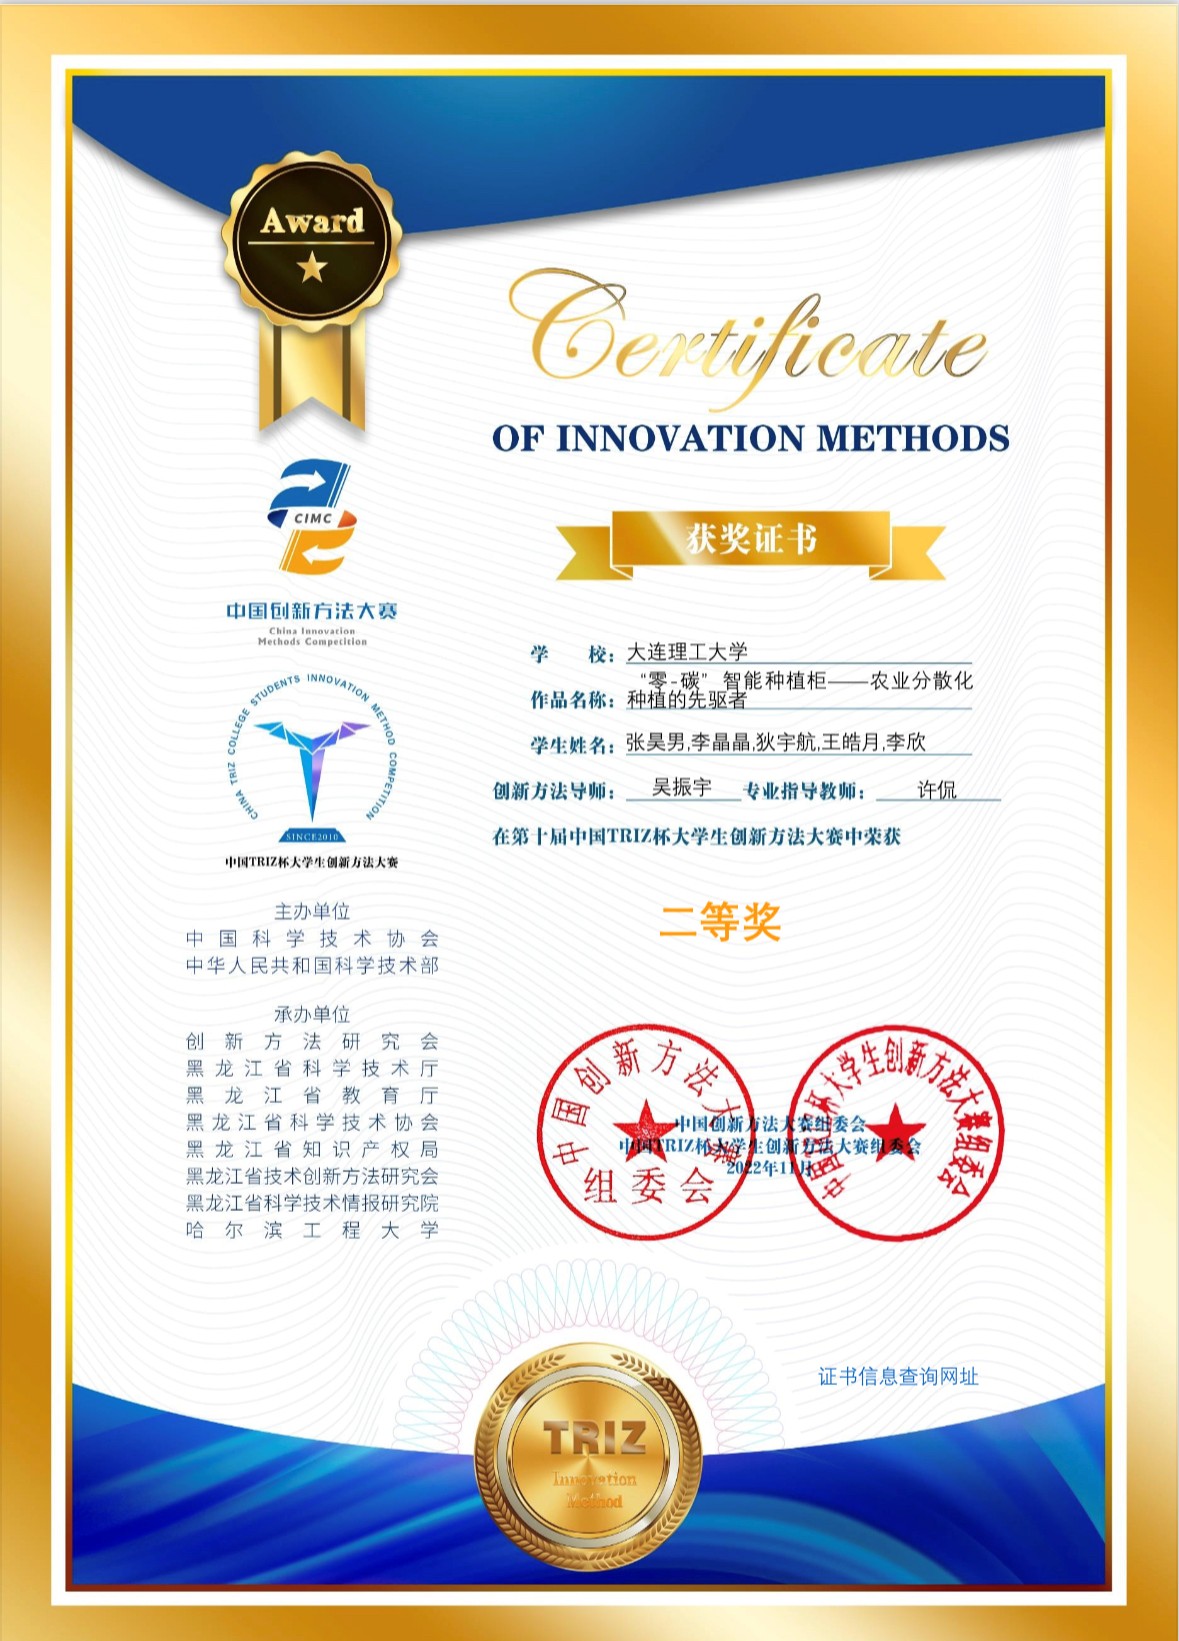 Award
Certificate
OF INNOVATION METHODS
CIMC
中国创新方法大赛
China Innovation
Methods Competition
CHINA TRIZ COLLEGE STUDENTS INNOVATION METHOD COMPETITION
SINCE2010
中国TRIZ杯大学生创新方法大赛
获奖证书
学 校：大连理工大学
作品名称：“零-碳”智能种植柜——农业分散化
种植的先驱者
学生姓名：张昊男,李晶晶,狄宇航,王皓月,李欣
创新方法导师：吴振宇 专业指导教师：许侃
在第十届中国TRIZ杯大学生创新方法大赛中荣获
二等奖
主办单位
中国科学技术协会
中华人民共和国科学技术部
承办单位
创新方法研究会
黑龙江省科学技术厅
黑龙江省教育厅
黑龙江省科学技术协会
黑龙江省知识产权局
黑龙江省技术创新方法研究会
黑龙江省科学技术情报研究院
哈尔滨工程大学
中国创新方法大赛
组委会
中国TRIZ杯大学生创新方法大赛组委会
中国创新方法大赛组委会
中国TRIZ杯大学生创新方法大赛组委会
2022年11月
证书信息查询网址
TRIZ
Innovation
Method